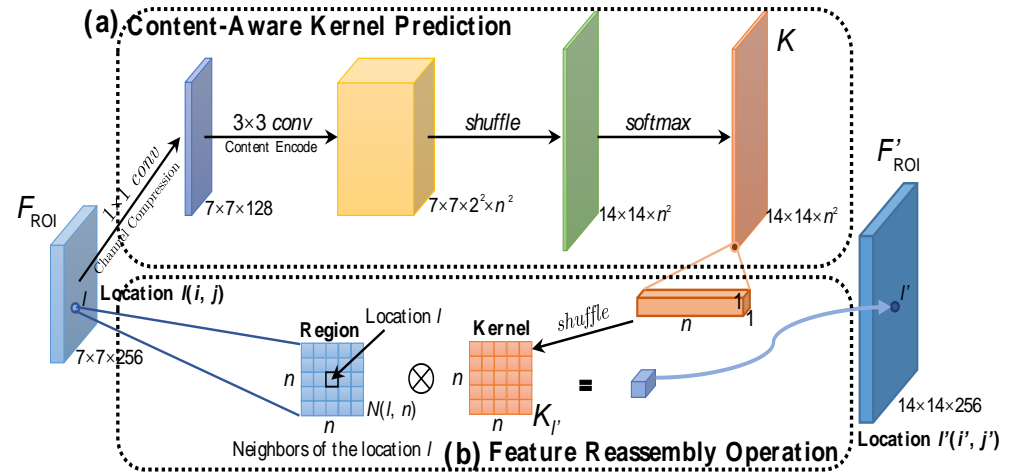 (a) Content-Aware Kernel Prediction
K
1×1 conv
Channel Compression
3×3 conv
Content Encode
shuffle
softmax
7×7×128
7×7×2²×n²
14×14×n²
14×14×n²
F_ROI
F'_ROI
l
Location l(i, j)
7×7×256
Region
Location l
n
n
N(l, n)
Neighbors of the location l
Kernel
n
n
K_l'
shuffle
n
1
1
⊗
=
l'
14×14×256
Location l'(i', j')
(b) Feature Reassembly Operation